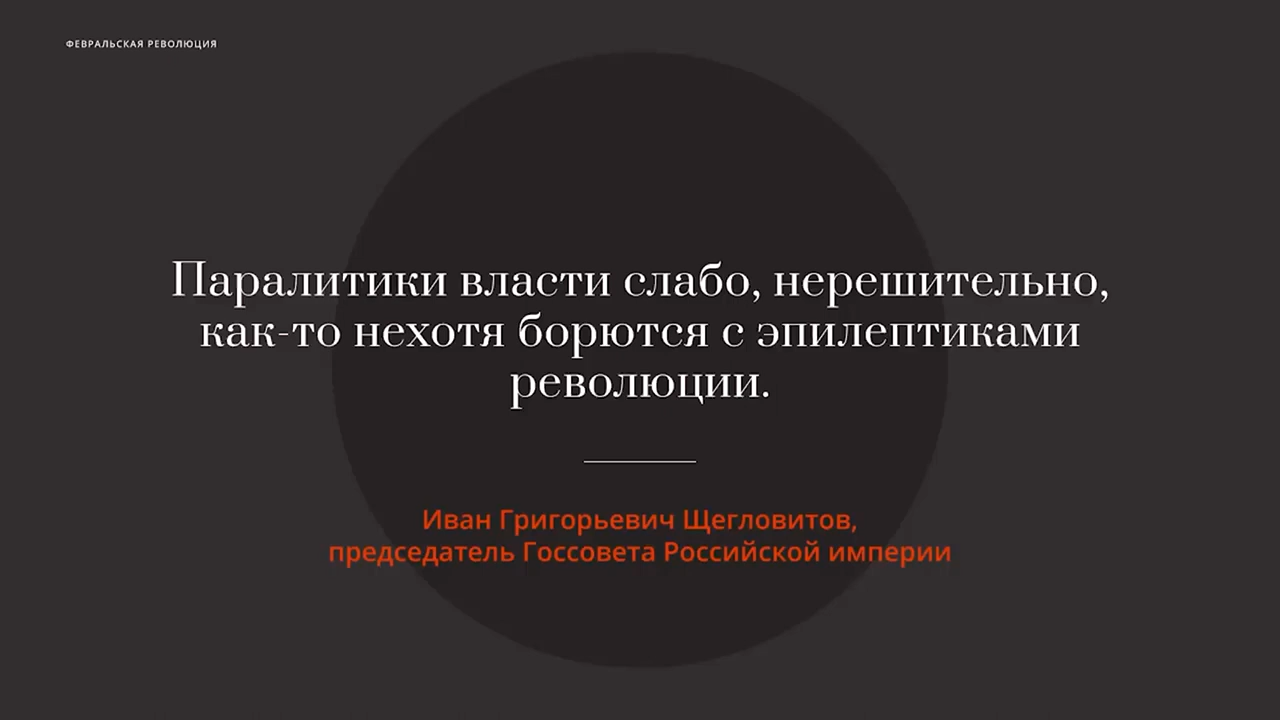 ФЕВРАЛЬСКАЯ РЕВОЛЮЦИЯ
Паралитики власти слабо, нерешительно,
как-то нехотя борются с эпилептиками
революции.
Иван Григорьевич Щегловитов,
председатель Госсовета Российской империи